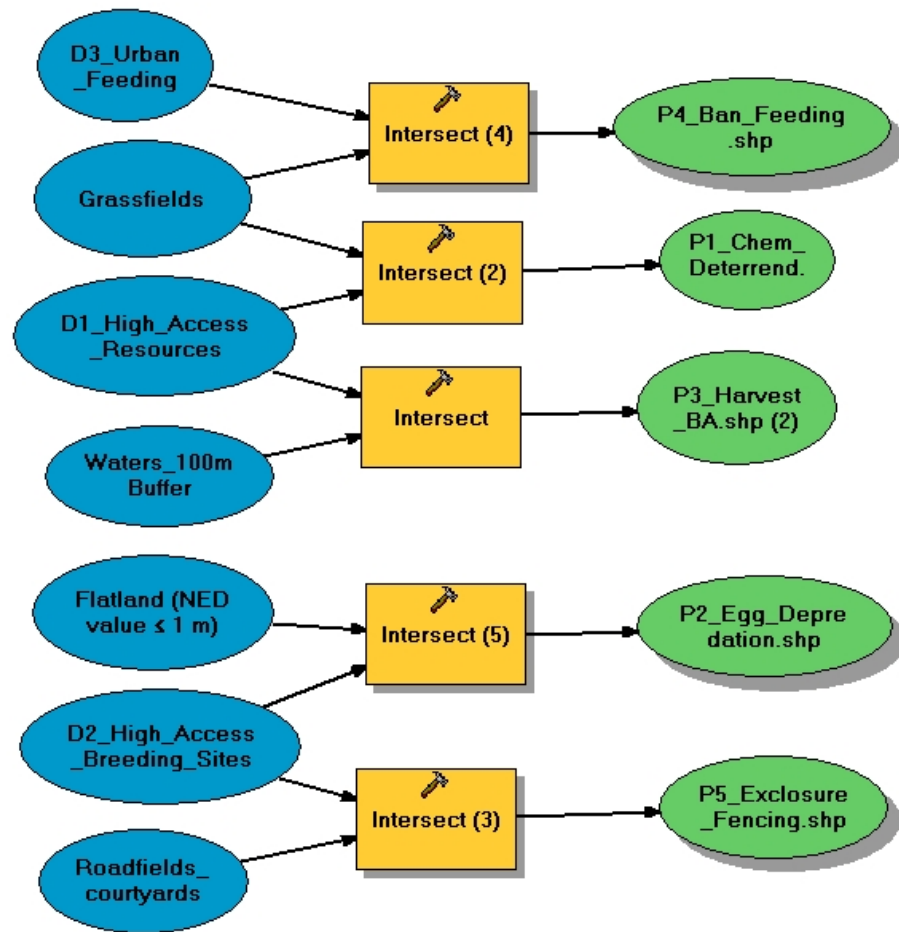 D3_Urban
_Feeding
Intersect (4)
P4_Ban_Feeding
.shp
Grassfields
Intersect (2)
P1_Chem_
Deterrend.
D1_High_Access
_Resources
Intersect
P3_Harvest
_BA.shp (2)
Waters_100m
Buffer
Flatland (NED
value ≤ 1 m)
Intersect (5)
P2_Egg_Depre
dation.shp
D2_High_Access
_Breeding_Sites
Intersect (3)
P5_Exclosure
_Fencing.shp
Roadfields_
courtyards